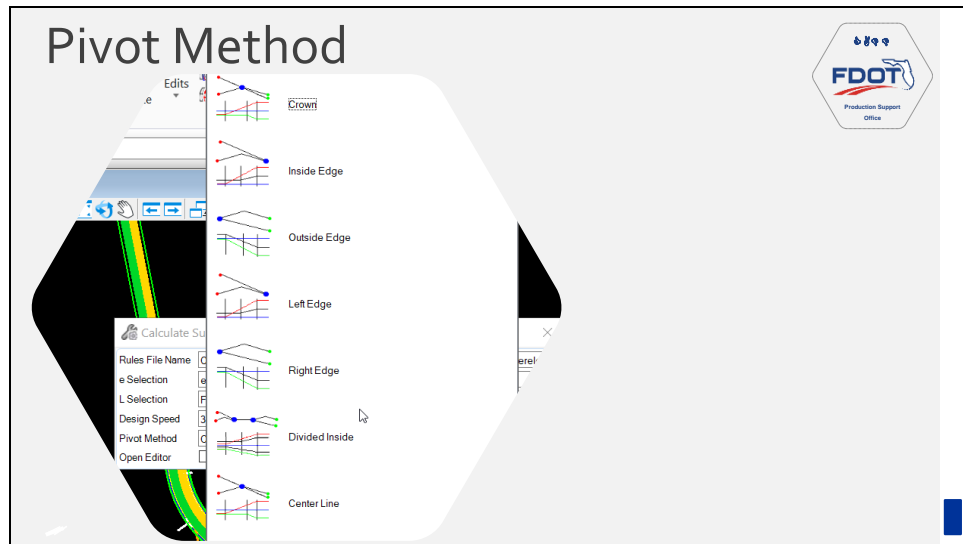 Pivot Method
FDOT
Production Support
Office
Edits
Crown
Inside Edge
Outside Edge
Left Edge
Right Edge
Divided Inside
Center Line
Calculate Su
Rules File Name
e Selection
L Selection
Design Speed
3
Pivot Method
Open Editor